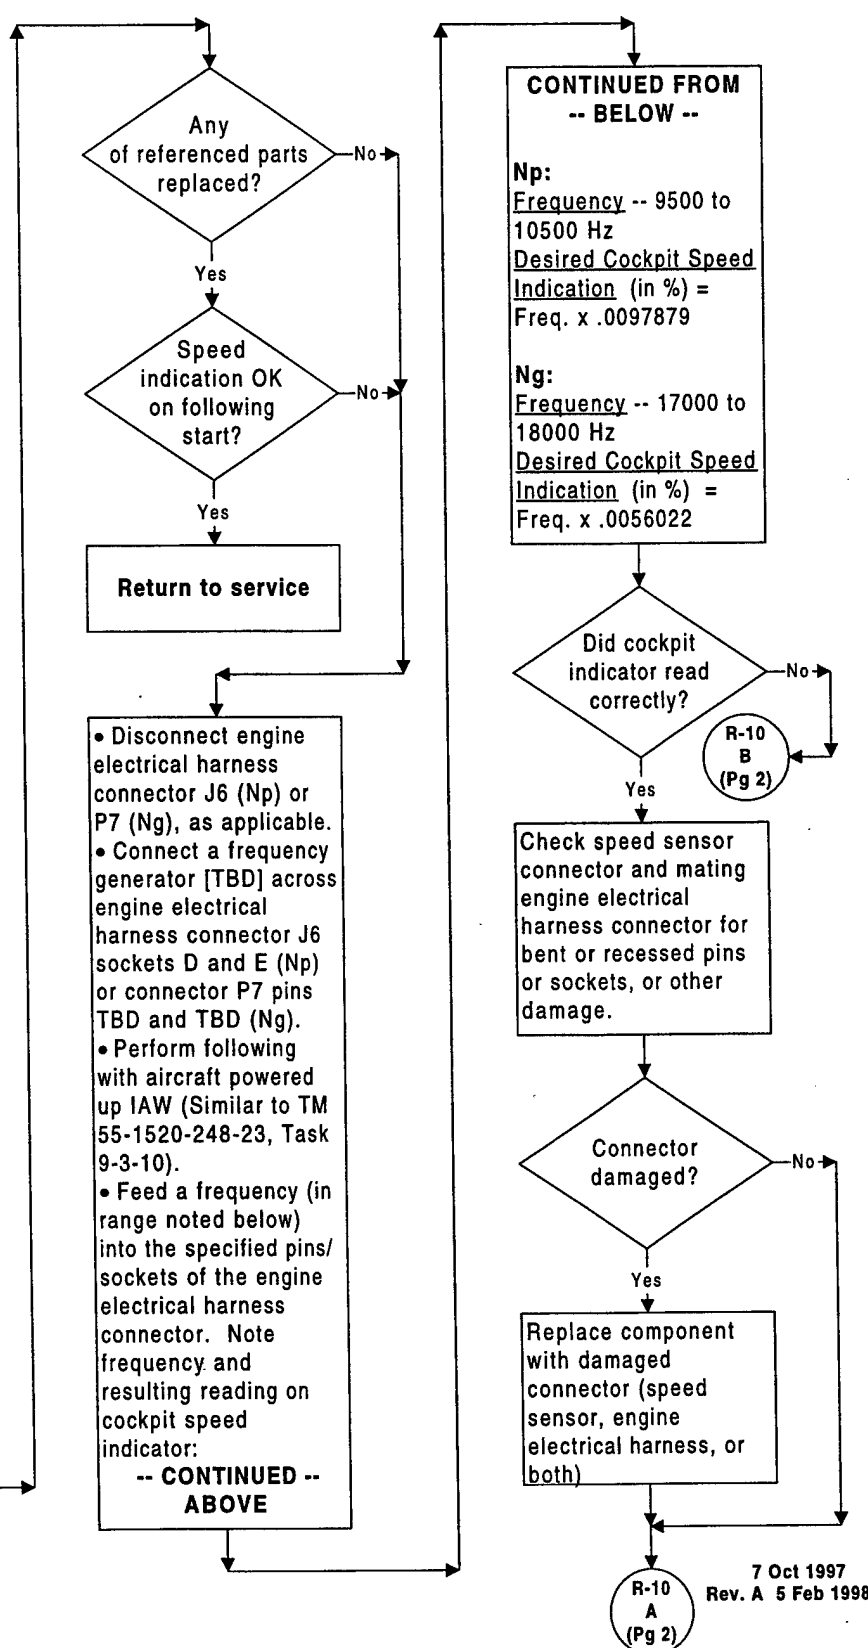 Any
of referenced parts
replaced?
No
Yes
Speed
indication OK
on following
start?
No
Yes
Return to service
• Disconnect engine
electrical harness
connector J6 (Np) or
P7 (Ng), as applicable.
• Connect a frequency
generator [TBD] across
engine electrical
harness connector J6
sockets D and E (Np)
or connector P7 pins
TBD and TBD (Ng).
• Perform following
with aircraft powered
up IAW (Similar to TM
55-1520-248-23, Task
9-3-10).
• Feed a frequency (in
range noted below)
into the specified pins/
sockets of the engine
electrical harness
connector. Note
frequency and
resulting reading on
cockpit speed
indicator:
-- CONTINUED --
ABOVE
CONTINUED FROM
-- BELOW --
Np:
Frequency -- 9500 to
10500 Hz
Desired Cockpit Speed
Indication (in %) =
Freq. x .0097879
Ng:
Frequency -- 17000 to
18000 Hz
Desired Cockpit Speed
Indication (in %) =
Freq. x .0056022
Did cockpit
indicator read
correctly?
No
R-10
B
(Pg 2)
Yes
Check speed sensor
connector and mating
engine electrical
harness connector for
bent or recessed pins
or sockets, or other
damage.
Connector
damaged?
No
Yes
Replace component
with damaged
connector (speed
sensor, engine
electrical harness, or
both)
R-10
A
(Pg 2)
7 Oct 1997
Rev. A 5 Feb 1998